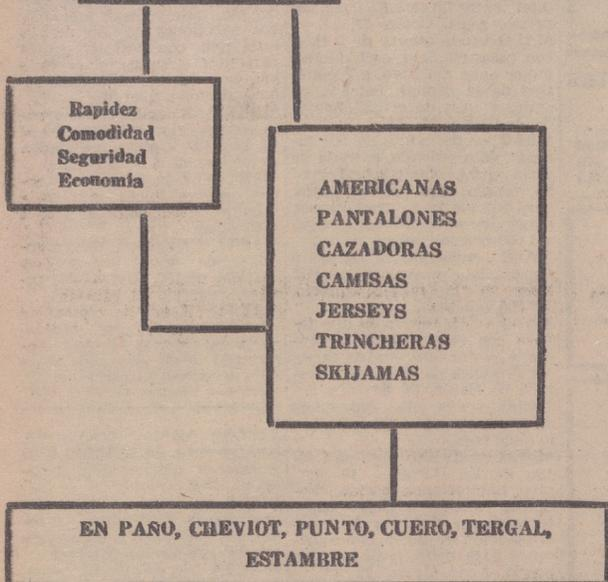 Rapidez
Comodidad
Seguridad
Economía
AMERICANAS
PANTALONES
CAZADORAS
CAMISAS
JERSEYS
TRINCHERAS
SKIJAMAS
EN PAÑO, CHEVIOT, PUNTO, CUERO, TERGAL,
ESTAMBRE